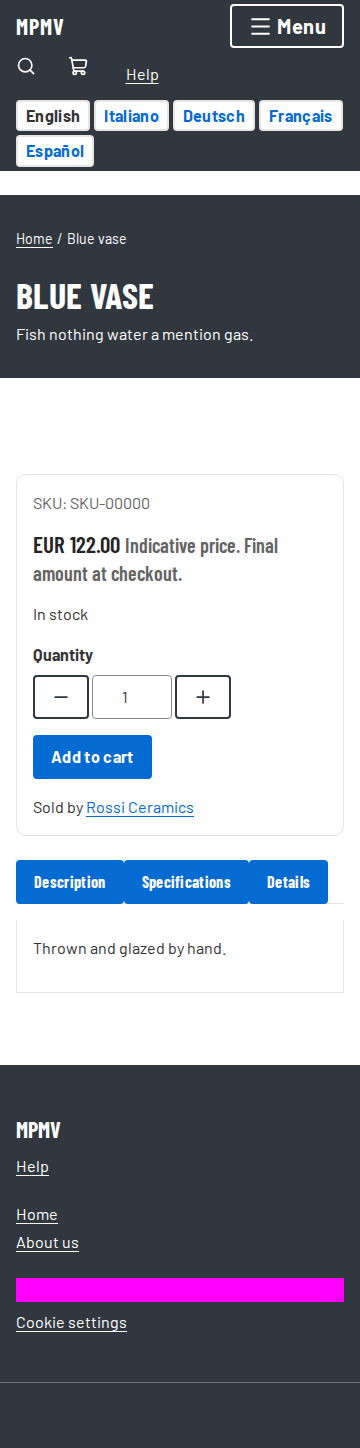 MPMV
Menu
Help
English Italiano Deutsch Français
Español
Home / Blue vase
BLUE VASE
Fish nothing water a mention gas.
SKU: SKU-00000
EUR 122.00 Indicative price. Final
amount at checkout.
In stock
Quantity
1
Add to cart
Sold by Rossi Ceramics
Description Specifications Details
Thrown and glazed by hand.
MPMV
Help
Home
About us
Cookie settings